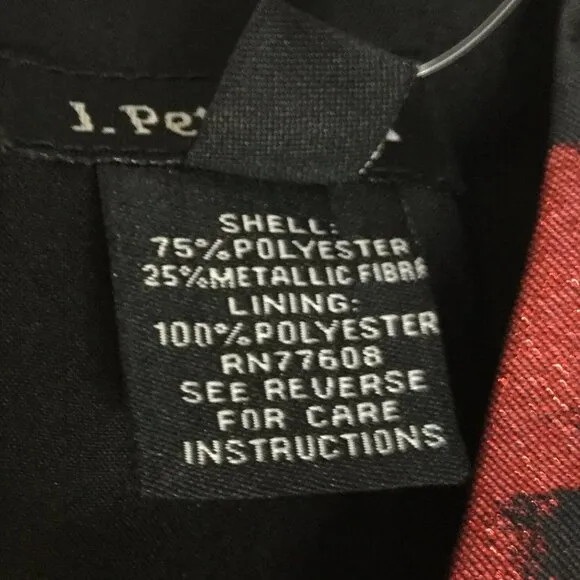 SHELL:
75%POLYESTER
25%METALLIC FIBRE
LINING:
100%POLYESTER
RN77608
SEE REVERSE
FOR CARE
INSTRUCTIONS